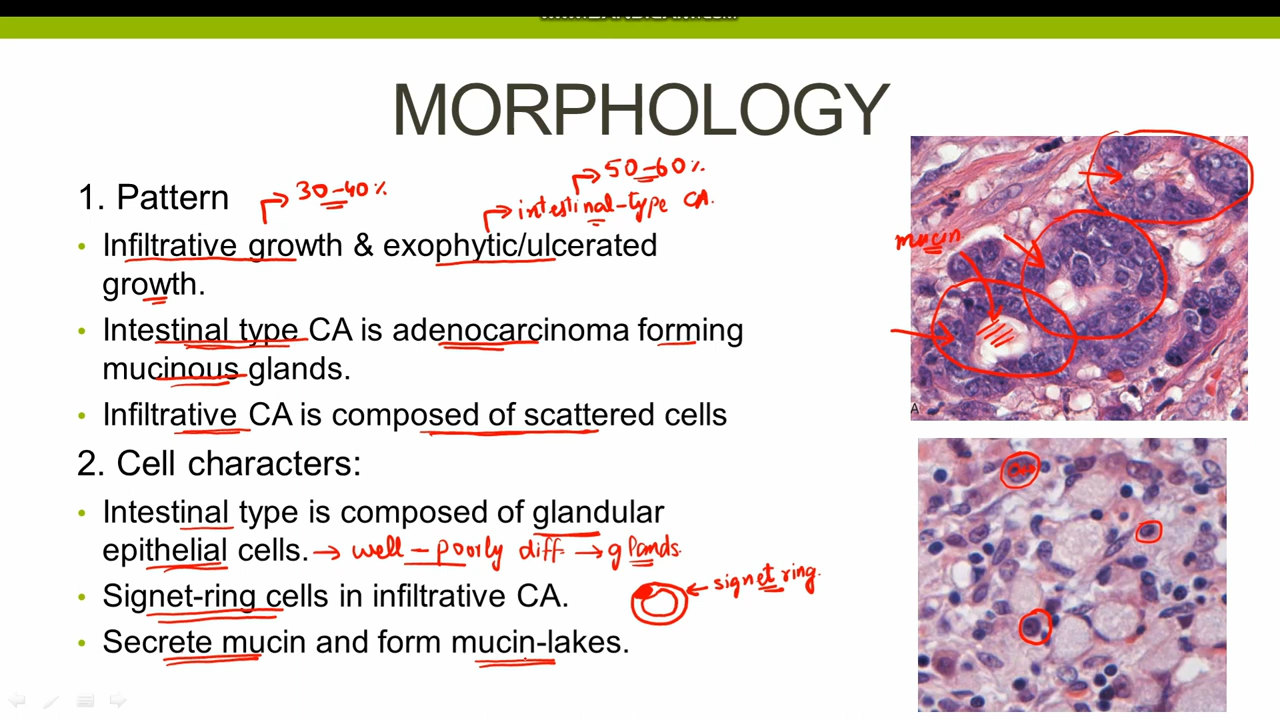 MORPHOLOGY
1. Pattern
30-40%
50-60%
intestinal-type CA.
• Infiltrative growth & exophytic/ulcerated
growth.
• Intestinal type CA is adenocarcinoma forming
mucinous glands.
• Infiltrative CA is composed of scattered cells
2. Cell characters:
• Intestinal type is composed of glandular
epithelial cells. → well-poorly diff → glands.
• Signet-ring cells in infiltrative CA.
signet ring.
• Secrete mucin and form mucin-lakes.
mucin
A